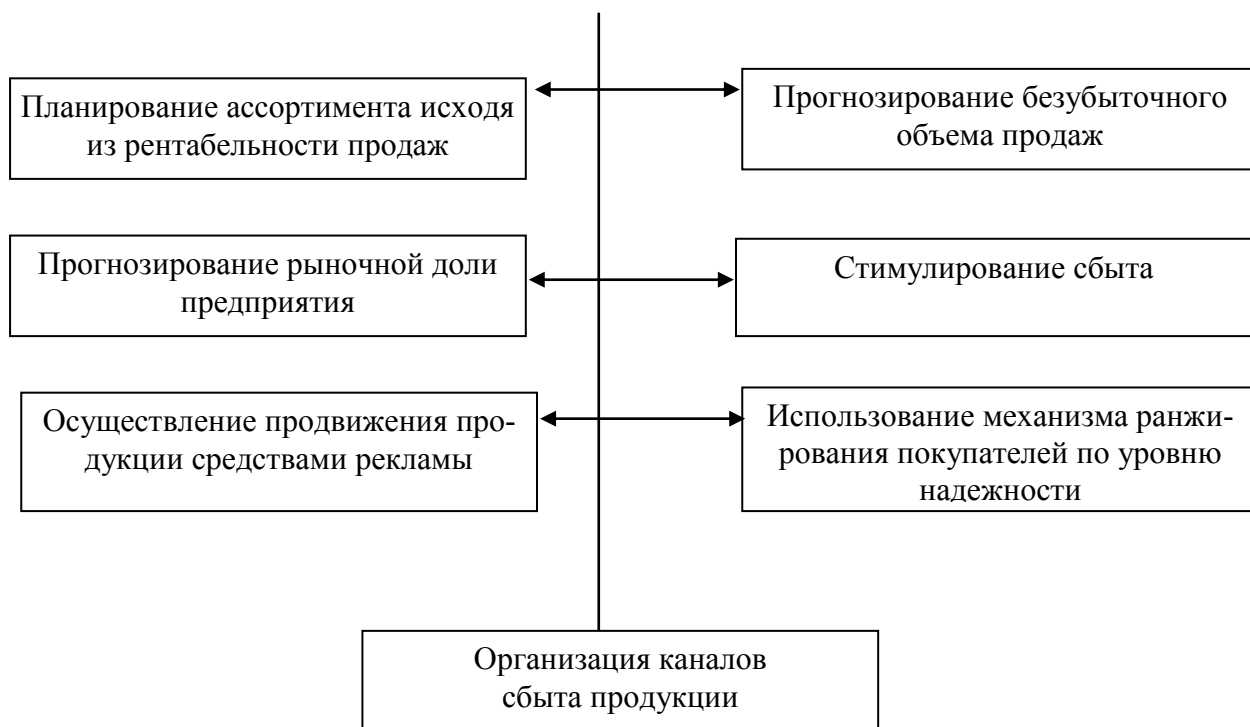 Планирование ассортимента исходя
из рентабельности продаж
Прогнозирование безубыточного
объема продаж
Прогнозирование рыночной доли
предприятия
Стимулирование сбыта
Осуществление продвижения про-
дукции средствами рекламы
Использование механизма ранжи-
рования покупателей по уровню
надежности
Организация каналов
сбыта продукции